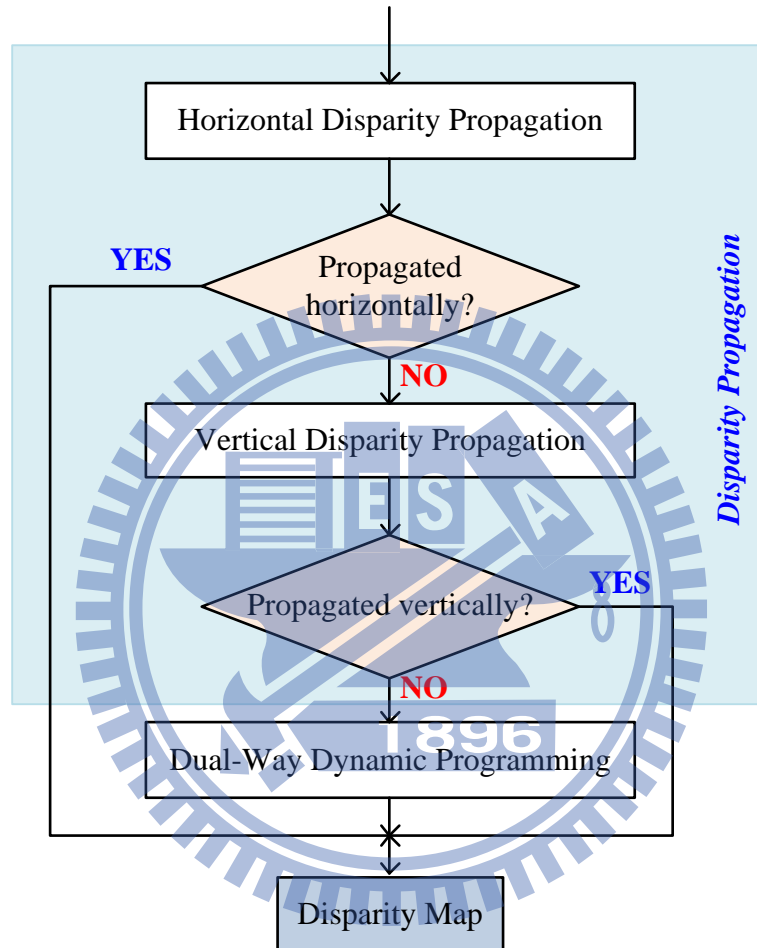 Horizontal Disparity Propagation
YES
Propagated
horizontally?
NO
Vertical Disparity Propagation
Disparity Propagation
E S A
Propagated vertically?
YES
NO
1896
Dual-Way Dynamic Programming
Disparity Map